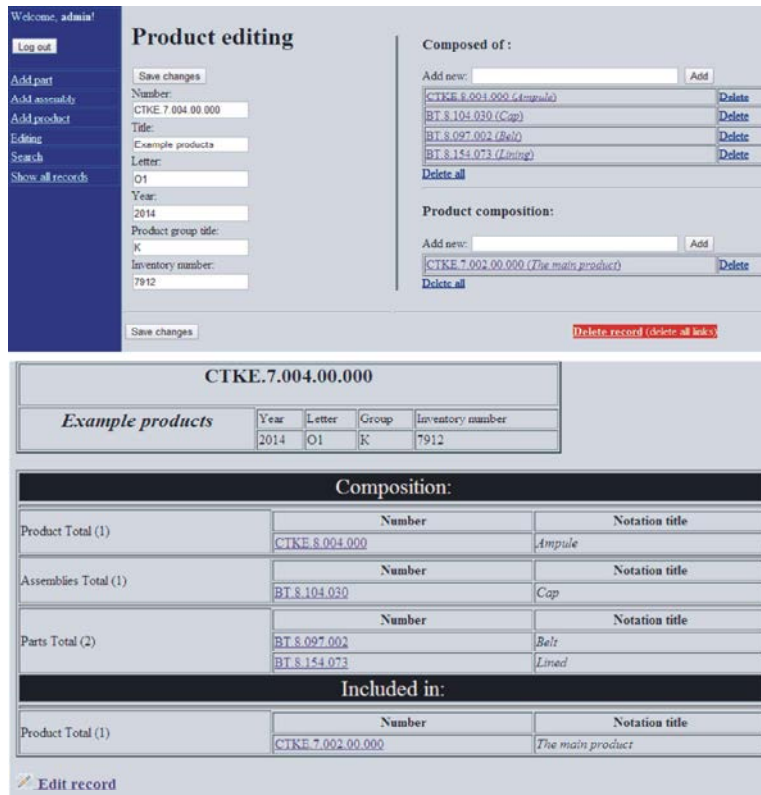 Welcome, admin!
Log out
Add part
Add assembly
Add product
Editing
Search
Show all records
Product editing
Save changes
Number:
CTKE.7.004.00.000
Title:
Example producta
Letter:
O1
Year:
2014
Product group title:
K
Inventory number:
7912
Save changes
Composed of :
Add new: Add
CTKE.8.004.000 (Ampule) Delete
BT.8.104.030 (Cap) Delete
BT.8.097.002 (Belt) Delete
BT.8.154.073 (Lining) Delete
Delete all
Product composition:
Add new: Add
CTKE.7.002.00.000 (The main product) Delete
Delete all
Delete record (delete all links)
CTKE.7.004.00.000
Example products
Year Letter Group Inventory number
2014 O1 K 7912
Composition:
Product Total (1)
Number Notation title
CTKE.8.004.000 Ampule
Assemblies Total (1)
Number Notation title
BT.8.104.030 Cap
Parts Total (2)
Number Notation title
BT.8.097.002 Belt
BT.8.154.073 Lined
Included in:
Product Total (1)
Number Notation title
CTKE.7.002.00.000 The main product
Edit record